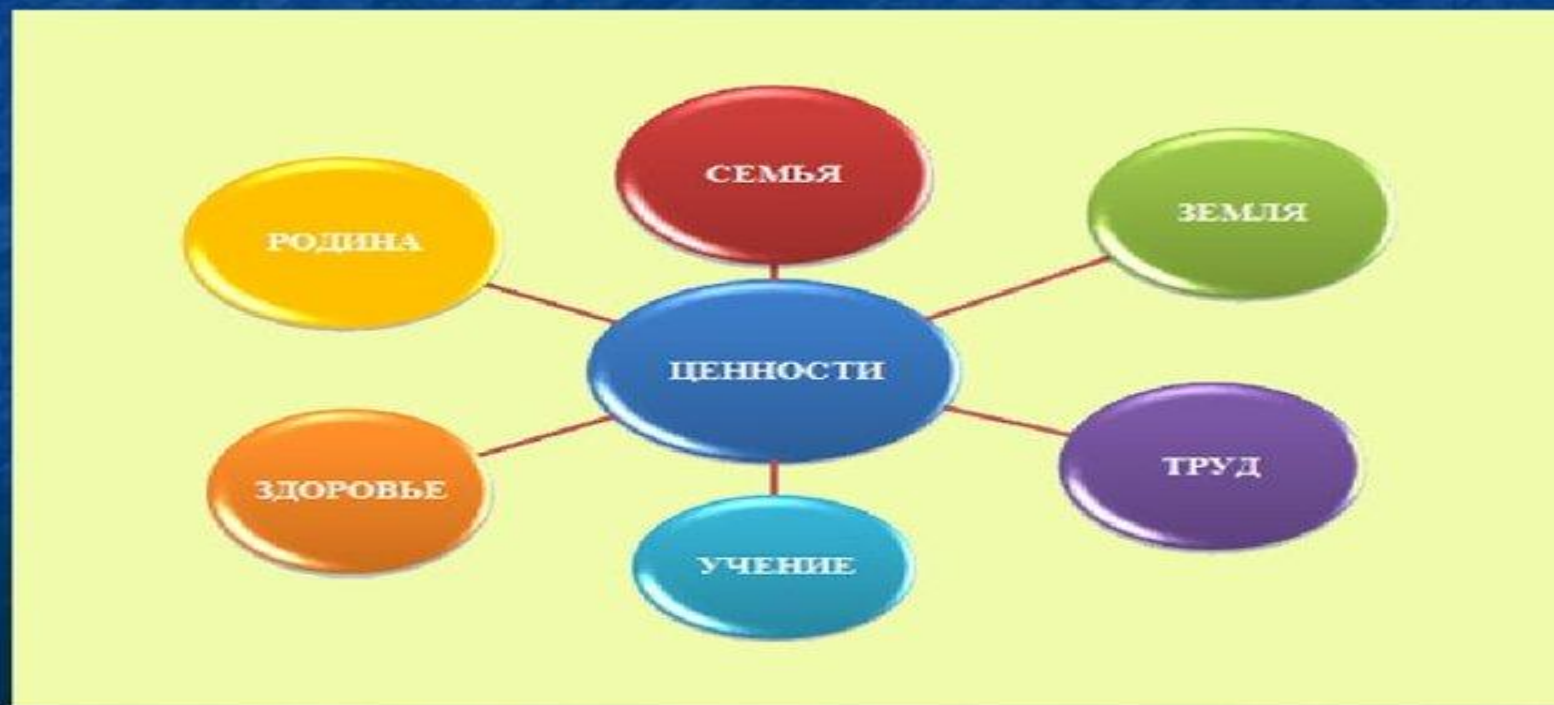 СЕМЬЯ
ЗЕМЛЯ
РОДИНА
ЦЕННОСТИ
ТРУД
ЗДОРОВЬЕ
УЧЕНИЕ